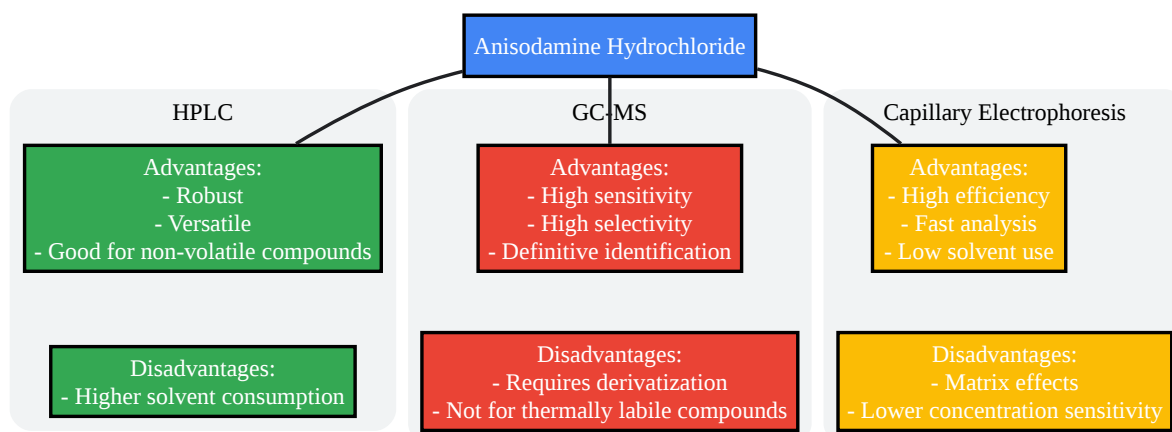 Anisodamine Hydrochloride
HPLC
Advantages:
- Robust
- Versatile
- Good for non-volatile compounds
Disadvantages:
- Higher solvent consumption
GC-MS
Advantages:
- High sensitivity
- High selectivity
- Definitive identification
Disadvantages:
- Requires derivatization
- Not for thermally labile compounds
Capillary Electrophoresis
Advantages:
- High efficiency
- Fast analysis
- Low solvent use
Disadvantages:
- Matrix effects
- Lower concentration sensitivity